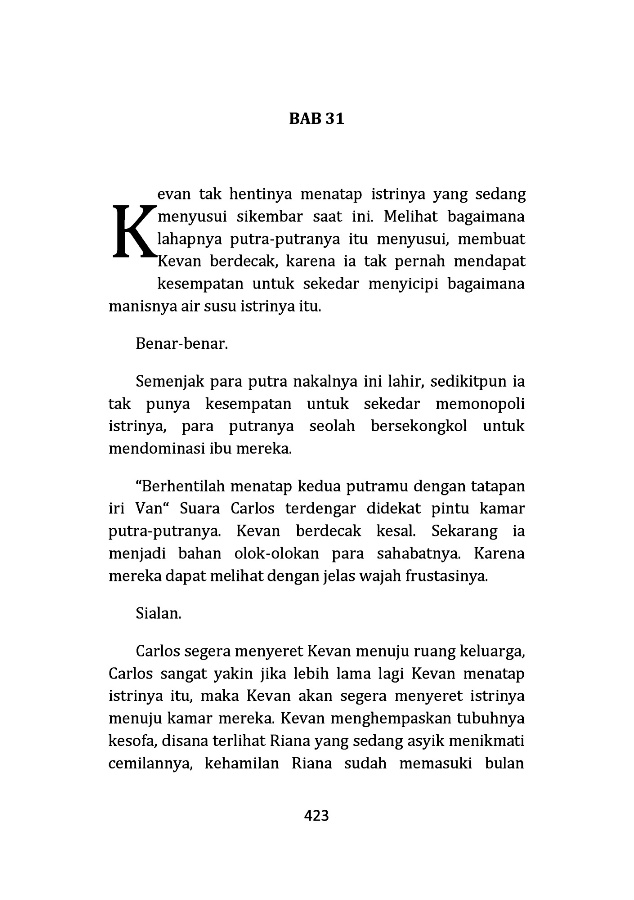 BAB 31
Kevan tak hentinya menatap istrinya yang sedang
menyusui sikembar saat ini. Melihat bagaimana
lahapnya putra-putranya itu menyusui, membuat
Kevan berdecak, karena ia tak pernah mendapat
kesempatan untuk sekedar menyicipi bagaimana
manisnya air susu istrinya itu.
Benar-benar.
Semenjak para putra nakalnya ini lahir, sedikitpun ia
tak punya kesempatan untuk sekedar memonopoli
istrinya, para putranya seolah bersekongkol untuk
mendominasi ibu mereka.
“Berhentilah menatap kedua putramu dengan tatapan
iri Van“ Suara Carlos terdengar didekat pintu kamar
putra-putranya. Kevan berdecak kesal. Sekarang ia
menjadi bahan olok-olokan para sahabatnya. Karena
mereka dapat melihat dengan jelas wajah frustasinya.
Sialan.
Carlos segera menyeret Kevan menuju ruang keluarga,
Carlos sangat yakin jika lebih lama lagi Kevan menatap
istrinya itu, maka Kevan akan segera menyeret istrinya
menuju kamar mereka. Kevan menghempaskan tubuhnya
kesofa, disana terlihat Riana yang sedang asyik menikmati
cemilannya, kehamilan Riana sudah memasuki bulan
423